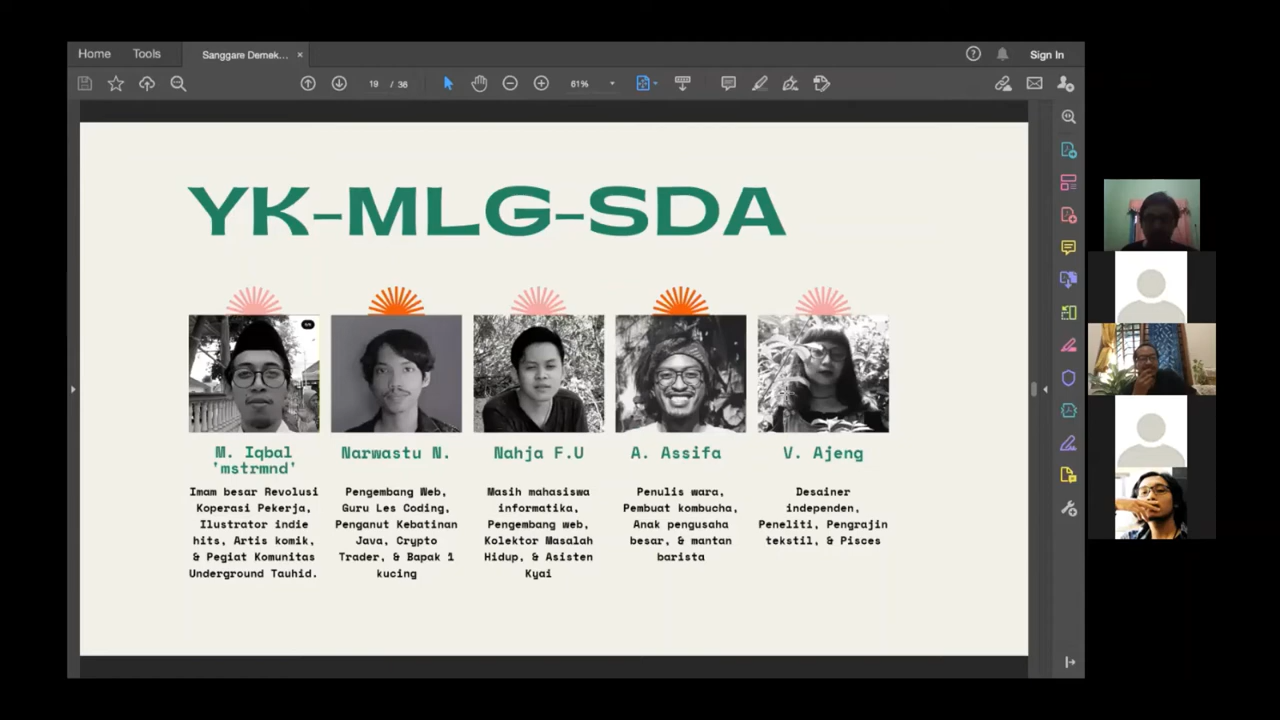 Home Tools Sanggare Demek... × Sign In
19 / 36 61%
YK-MLG-SDA
M. Iqbal
'mstrmnd'
Imam besar Revolusi
Koperasi Pekerja,
Ilustrator indie
hits, Artis komik,
& Pegiat Komunitas
Underground Tauhid.
Narwastu N.
Pengembang Web,
Guru Les Coding,
Penganut Kebatinan
Java, Crypto
Trader, & Bapak 1
kucing
Nahja F.U
Masih mahasiswa
informatika,
Pengembang web,
Kolektor Masalah
Hidup, & Asisten
Kyai
A. Assifa
Penulis wara,
Pembuat kombucha,
Anak pengusaha
besar, & mantan
barista
V. Ajeng
Desainer
independen,
Peneliti, Pengrajin
tekstil, & Pisces